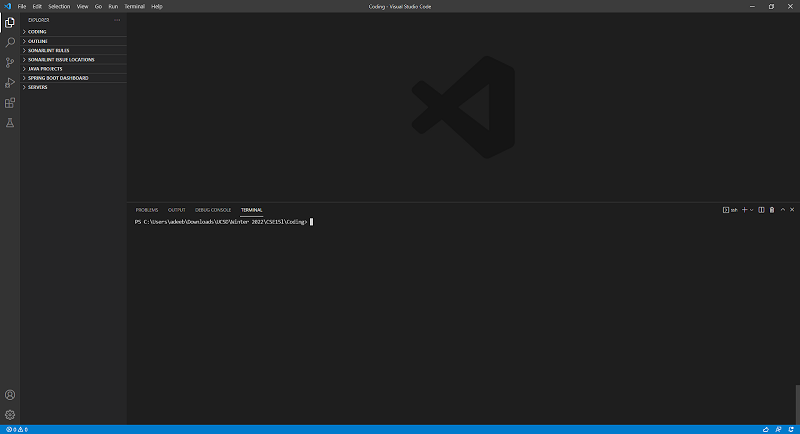 File Edit Selection View Go Run Terminal Help
Coding - Visual Studio Code
EXPLORER
CODING
OUTLINE
SONARLINT RULES
SONARLINT ISSUE LOCATIONS
JAVA PROJECTS
SPRING BOOT DASHBOARD
SERVERS
PROBLEMS OUTPUT DEBUG CONSOLE TERMINAL
ssh
PS C:\Users\adeeb\Downloads\UCSD\Winter 2022\CSE15l\Coding>
0 0